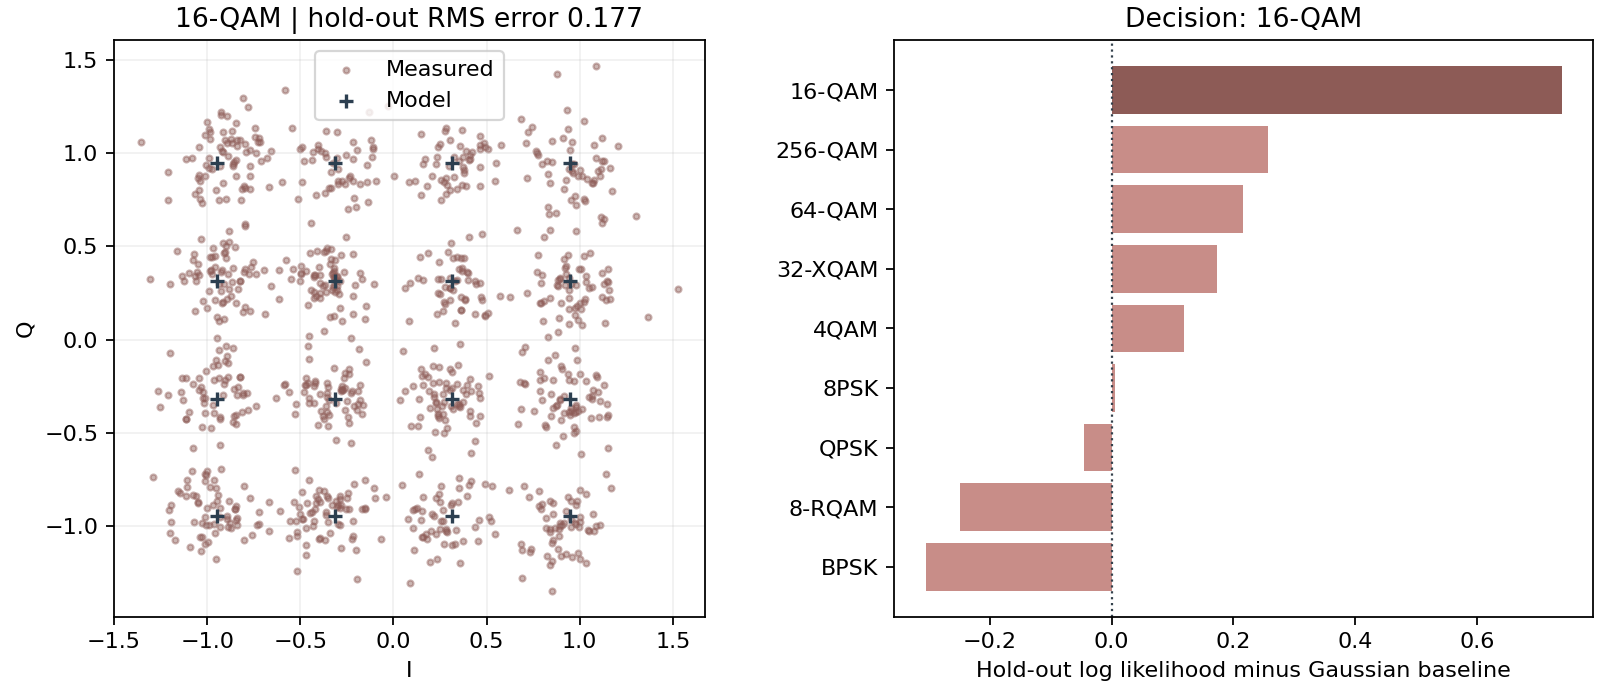 16-QAM | hold-out RMS error 0.177
Measured
Model
1.5
1.0
0.5
0.0
−0.5
−1.0
Q
−1.5
−1.0
−0.5
0.0
0.5
1.0
1.5
I
Decision: 16-QAM
16-QAM
256-QAM
64-QAM
32-XQAM
4QAM
8PSK
QPSK
8-RQAM
BPSK
−0.2
0.0
0.2
0.4
0.6
Hold-out log likelihood minus Gaussian baseline